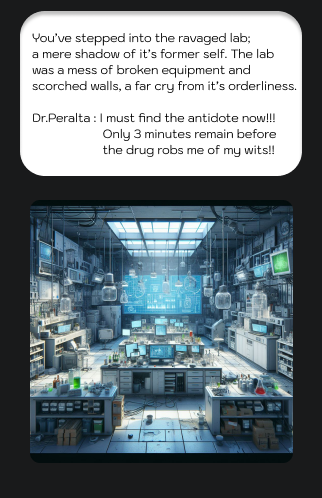 You've stepped into the ravaged lab;
a mere shadow of it's former self. The lab
was a mess of broken equipment and
scorched walls, a far cry from it's orderliness.
Dr.Peralta : I must find the antidote now!!!
Only 3 minutes remain before
the drug robs me of my wits!!